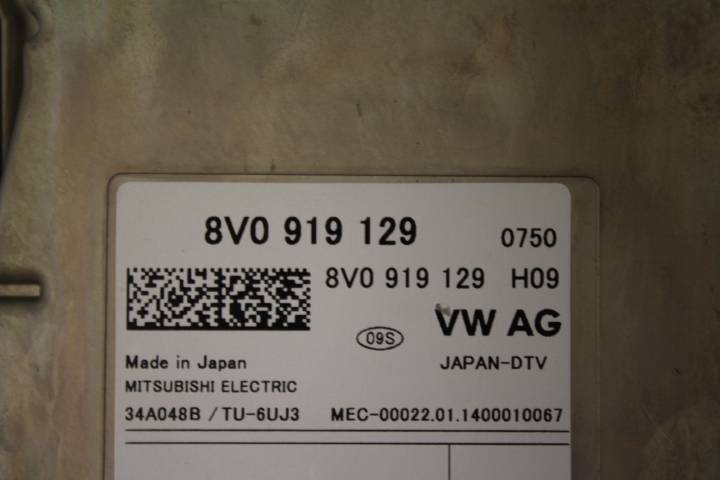 8V0 919 129 0750
8V0 919 129 H09
VW AG
09S
Made in Japan JAPAN-DTV
MITSUBISHI ELECTRIC
34A048B / TU-6UJ3 MEC-00022.01.1400010067